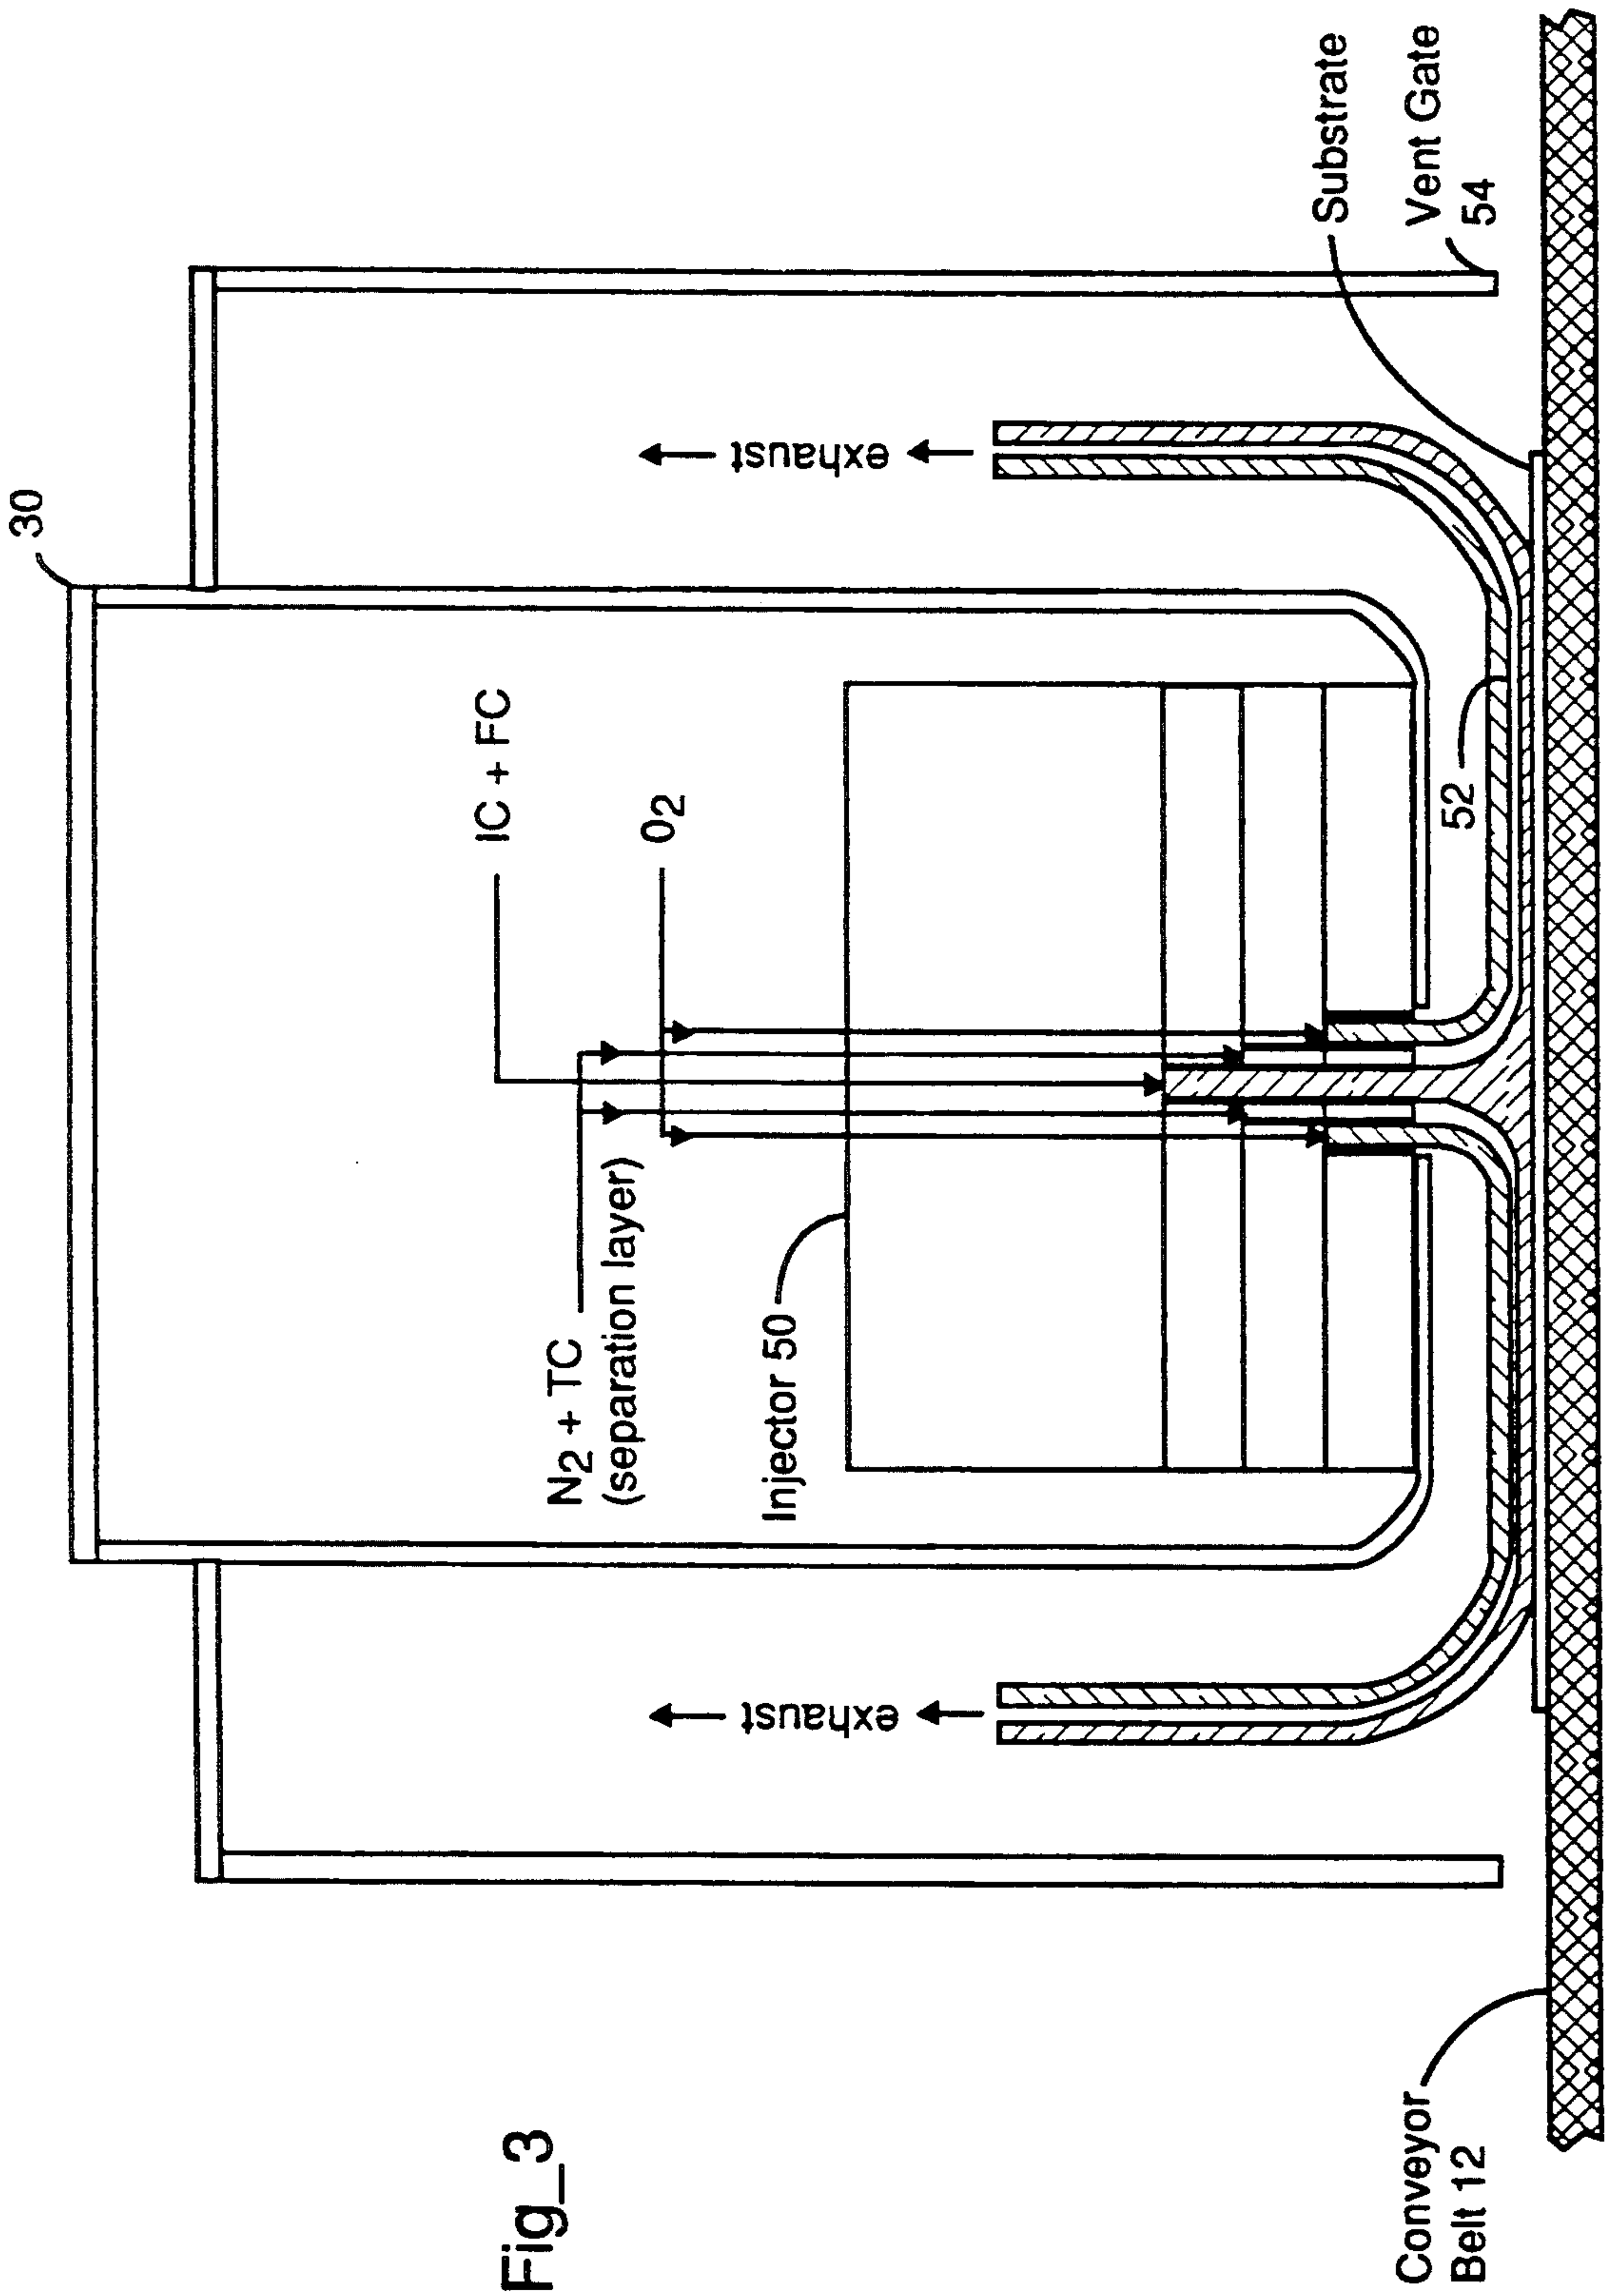 30
IC + FC
N2 + TC
(separation layer)
O2
Injector 50
exhaust
exhaust
52
Substrate
Vent Gate
54
Conveyor
Belt 12
Fig_3